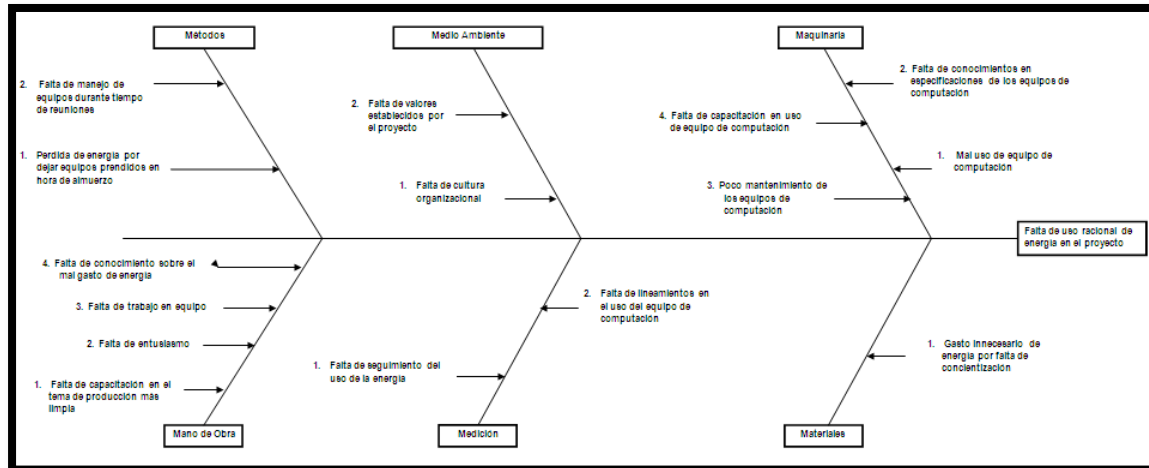 Métodos
Medio Ambiente
Maquinaria
2. Falta de manejo de
equipos durante tiempo
de reuniones
2. Falta de valores
establecidos por
el proyecto
2. Falta de conocimientos en
especificaciones de los equipos de
computación
4. Falta de capacitación en uso
de equipo de computación
1. Perdida de energía por
dejar equipos prendidos en
hora de almuerzo
1. Falta de cultura
organizacional
1. Mal uso de equipo de
computación
3. Poco mantenimiento de
los equipos de
computación
Falta de uso racional de
energía en el proyecto
4. Falta de conocimiento sobre el
mal gasto de energía
3. Falta de trabajo en equipo
2. Falta de entusiasmo
1. Falta de capacitación en el
tema de producción más
limpia
2. Falta de lineamientos en
el uso del equipo de
computación
1. Falta de seguimiento del
uso de la energía
1. Gasto innecesario de
energía por falta de
concientización
Mano de Obra
Medición
Materiales